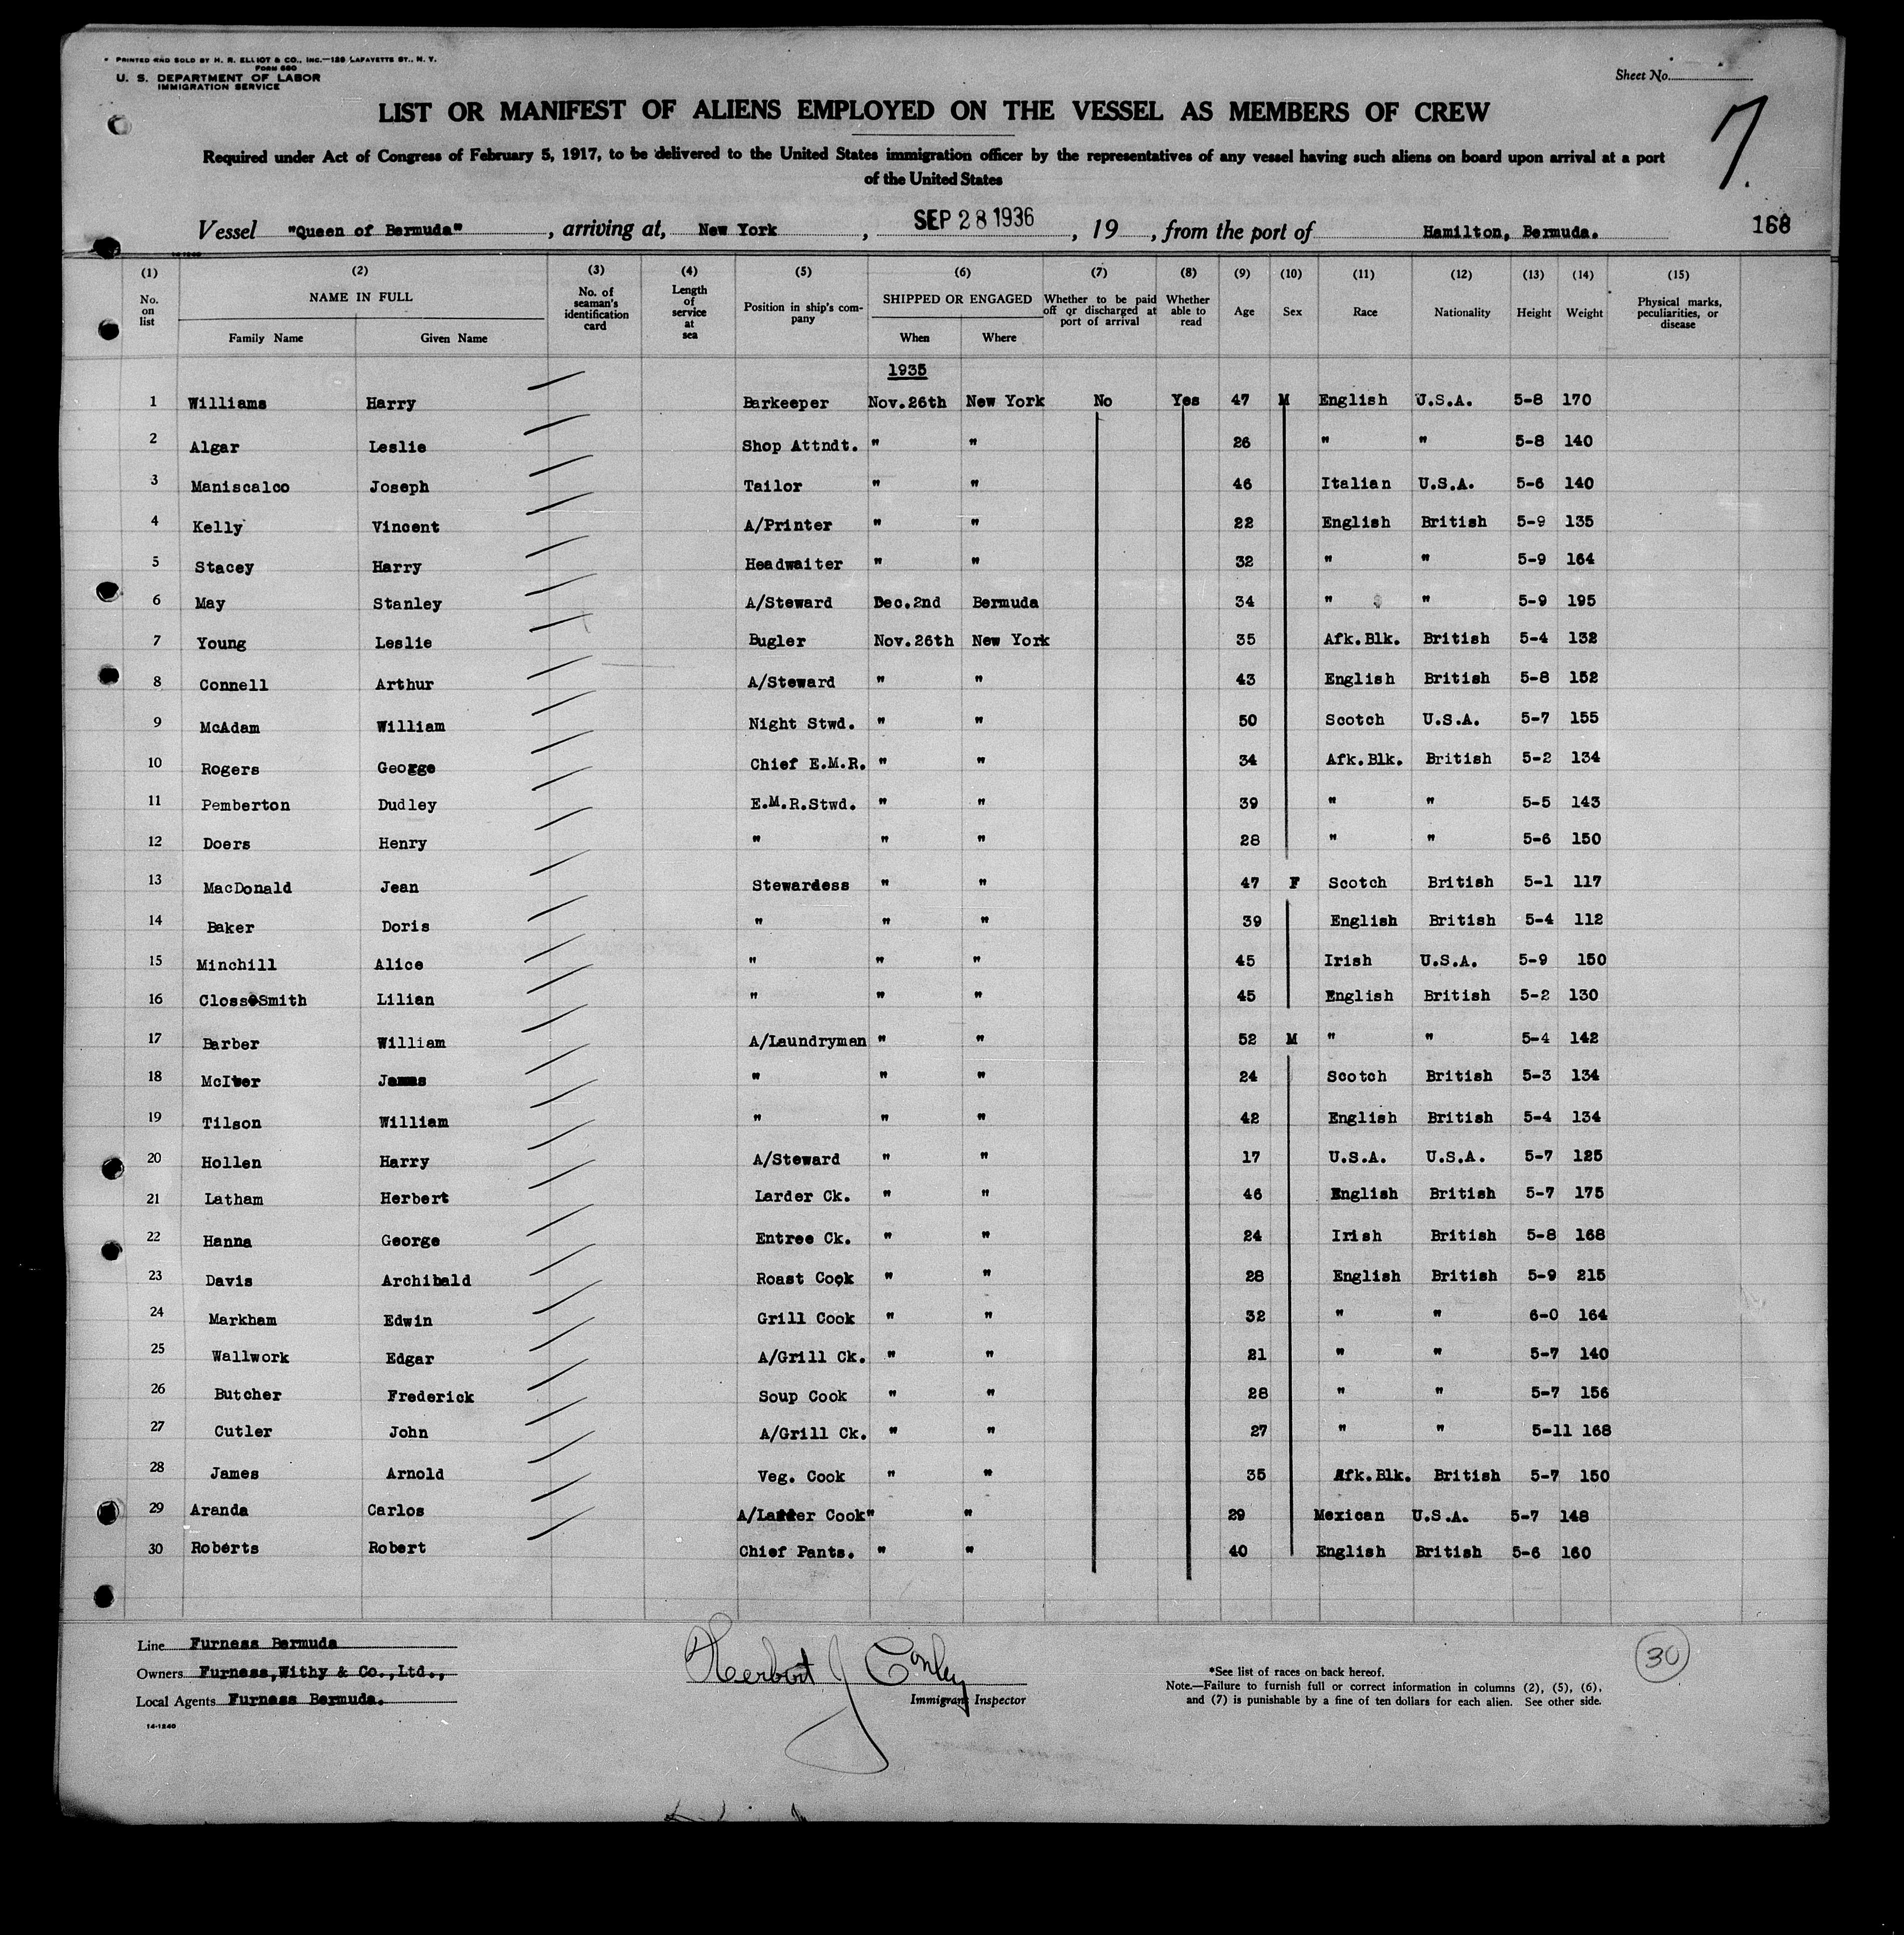 PRINTED AND SOLD BY H. R. ELLIOT & CO., INC.—129 LAFAYETTE ST., N. Y.
FORM 680
U. S. DEPARTMENT OF LABOR
IMMIGRATION SERVICE
Sheet No.
LIST OR MANIFEST OF ALIENS EMPLOYED ON THE VESSEL AS MEMBERS OF CREW
7.
Required under Act of Congress of February 5, 1917, to be delivered to the United States immigration officer by the representatives of any vessel having such aliens on board upon arrival at a port
of the United States
Vessel "Queen of Bermuda", arriving at, New York, SEP 28 1936, 19, from the port of Hamilton, Bermuda. 168
14-1240
(1) (2) (3) (4) (5) (6) (7) (8) (9) (10) (11) (12) (13) (14) (15)
No. on list NAME IN FULL Family Name Given Name No. of seaman's identification card Length of service at sea Position in ship's company SHIPPED OR ENGAGED When Where Whether to be paid off or discharged at port of arrival Whether able to read Age Sex Race Nationality Height Weight Physical marks, peculiarities, or disease
1935
1 Williams Harry Barkeeper Nov.26th New York No Yes 47 M English U.S.A. 5-8 170
2 Algar Leslie Shop Attndt. " " 26 " " 5-8 140
3 Maniscalco Joseph Tailor " " 46 Italian U.S.A. 5-6 140
4 Kelly Vincent A/Printer " " 22 English British 5-9 135
5 Stacey Harry Headwaiter " " 32 " " 5-9 164
6 May Stanley A/Steward Dec.2nd Bermuda 34 " " 5-9 195
7 Young Leslie Bugler Nov.26th New York 35 Afk.Blk. British 5-4 132
8 Connell Arthur A/Steward " " 43 English British 5-8 152
9 McAdam William Night Stwd. " " 50 Scotch U.S.A. 5-7 155
10 Rogers George Chief E.M.R. " " 34 Afk.Blk. British 5-2 134
11 Pemberton Dudley E.M.R.Stwd. " " 39 " " 5-5 143
12 Doers Henry " " " 28 " " 5-6 150
13 MacDonald Jean Stewardess " " 47 F Scotch British 5-1 117
14 Baker Doris " " " 39 English British 5-4 112
15 Minchill Alice " " " 45 Irish U.S.A. 5-9 150
16 Closs Smith Lilian " " " 45 English British 5-2 130
17 Barber William A/Laundryman " " 52 M " " 5-4 142
18 McIver James " " " 24 Scotch British 5-3 134
19 Tilson William " " " 42 English British 5-4 134
20 Hollen Harry A/Steward " " 17 U.S.A. U.S.A. 5-7 125
21 Latham Herbert Larder Ck. " " 46 English British 5-7 175
22 Hanna George Entree Ck. " " 24 Irish British 5-8 168
23 Davis Archibald Roast Cook " " 28 English British 5-9 215
24 Markham Edwin Grill Cook " " 32 " " 6-0 164
25 Wallwork Edgar A/Grill Ck. " " 21 " " 5-7 140
26 Butcher Frederick Soup Cook " " 28 " " 5-7 156
27 Cutler John A/Grill Ck. " " 27 " " 5-11 168
28 James Arnold Veg. Cook " " 35 Afk.Blk. British 5-7 150
29 Aranda Carlos A/Larder Cook " " 29 Mexican U.S.A. 5-7 148
30 Roberts Robert Chief Pants. " " 40 English British 5-6 160
Line Furness Bermuda
Owners Furness,Withy & Co.,Ltd.,
Local Agents Furness Bermuda.
14-1240
Herbert J Conley
Immigrant Inspector
*See list of races on back hereof.
Note.—Failure to furnish full or correct information in columns (2), (5), (6),
and (7) is punishable by a fine of ten dollars for each alien. See other side.
30